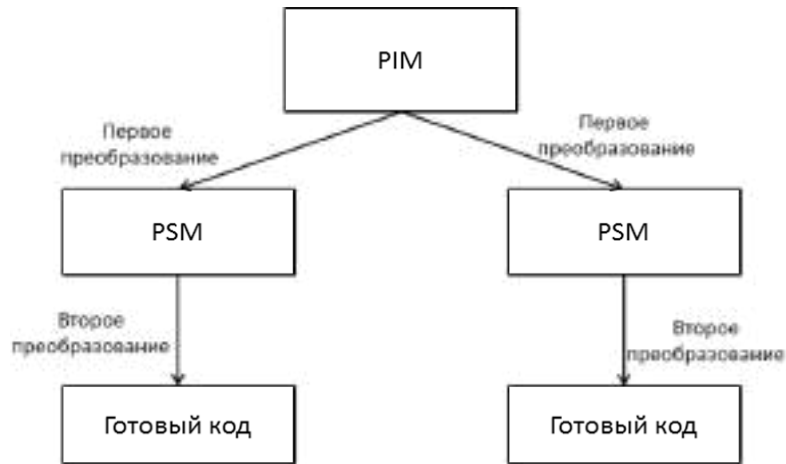 PIM
Первое
преобразование
Первое
преобразование
PSM
PSM
Второе
преобразование
Второе
преобразование
Готовый код
Готовый код